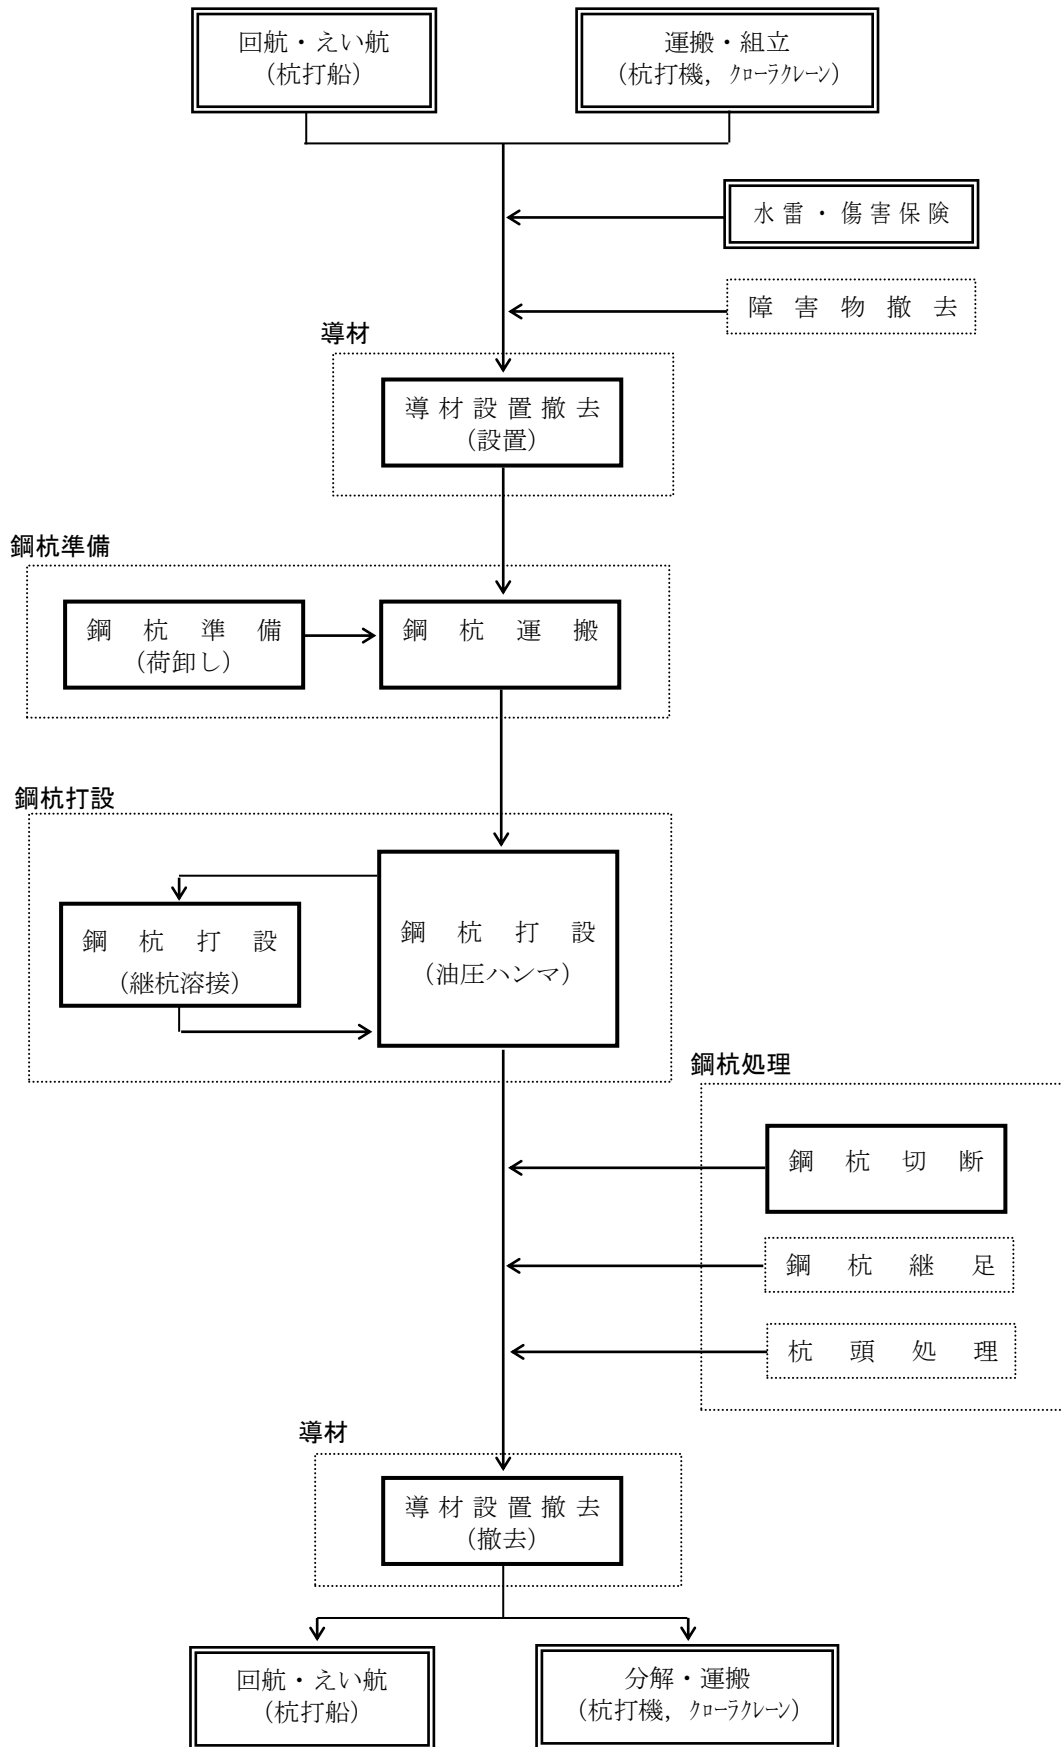 回航・えい航
(杭打船)
運搬・組立
(杭打機, クローラクレーン)
水雷・傷害保険
障害物撤去
導材
導材設置撤去
(設置)
鋼杭準備
鋼杭準備
(荷卸し)
鋼杭運搬
鋼杭打設
鋼杭打設
(油圧ハンマ)
鋼杭打設
(継杭溶接)
鋼杭処理
鋼杭切断
鋼杭継足
杭頭処理
導材
導材設置撤去
(撤去)
回航・えい航
(杭打船)
分解・運搬
(杭打機, クローラクレーン)